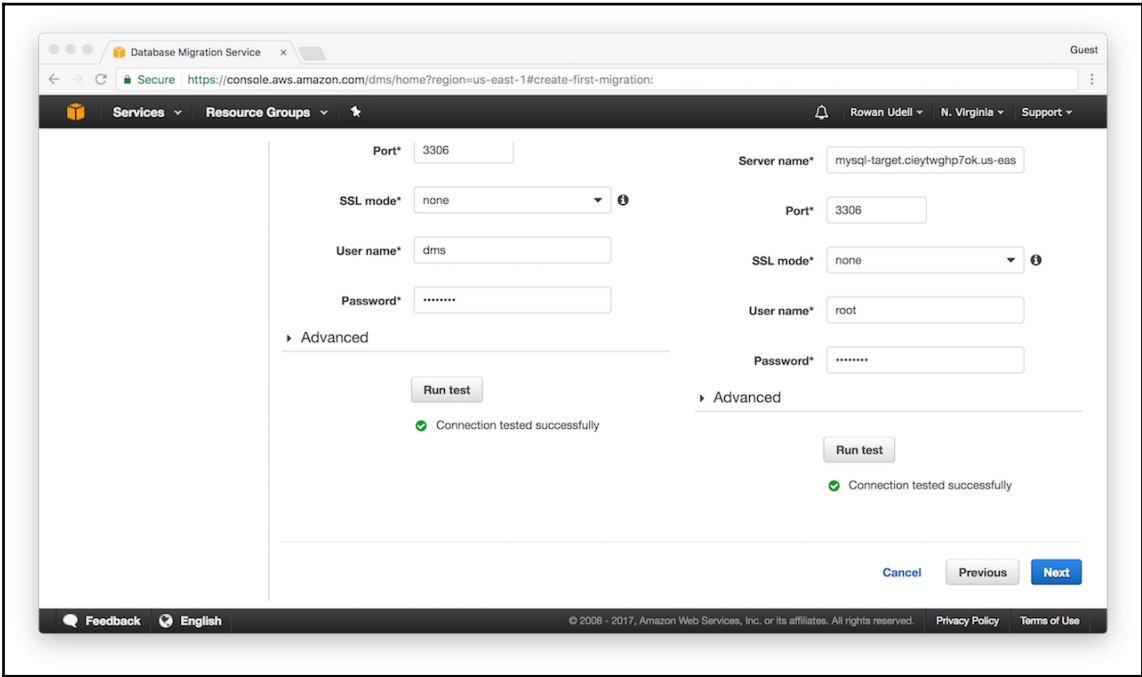 Database Migration Service
Guest
Secure https://console.aws.amazon.com/dms/home?region=us-east-1#create-first-migration:
Services Resource Groups Rowan Udell N. Virginia Support
Port* 3306
SSL mode* none
User name* dms
Password* ••••••••
Advanced
Run test
Connection tested successfully
Server name* mysql-target.cieytwghp7ok.us-eas
Port* 3306
SSL mode* none
User name* root
Password* ••••••••
Advanced
Run test
Connection tested successfully
Cancel Previous Next
Feedback English © 2008 - 2017, Amazon Web Services, Inc. or its affiliates. All rights reserved. Privacy Policy Terms of Use